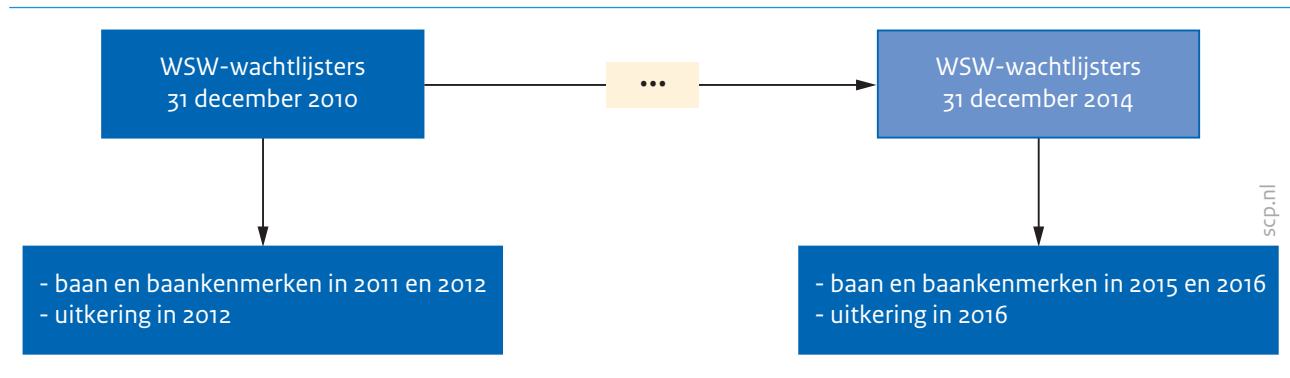 WSW-wachtlijsters
31 december 2010
...
WSW-wachtlijsters
31 december 2014
- baan en baankenmerken in 2011 en 2012
- uitkering in 2012
- baan en baankenmerken in 2015 en 2016
- uitkering in 2016
scp.nl